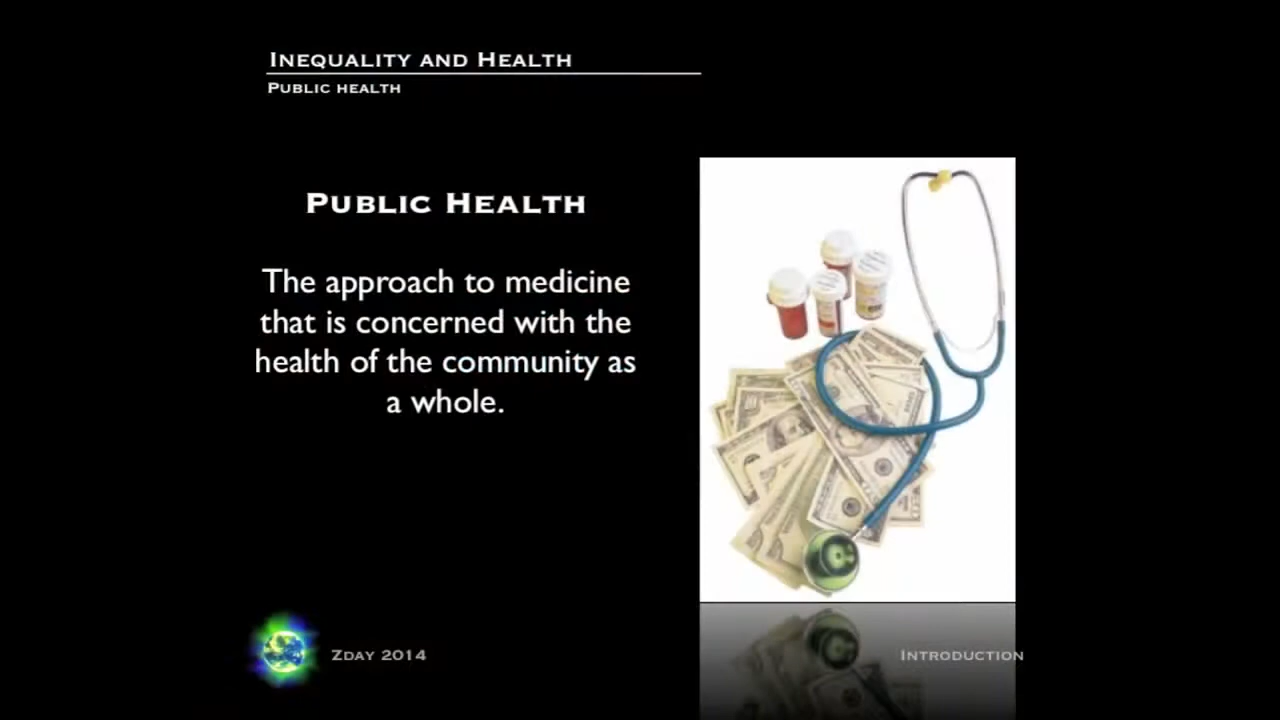 Inequality and Health
Public health
Public Health
The approach to medicine
that is concerned with the
health of the community as
a whole.
Zday 2014
Introduction